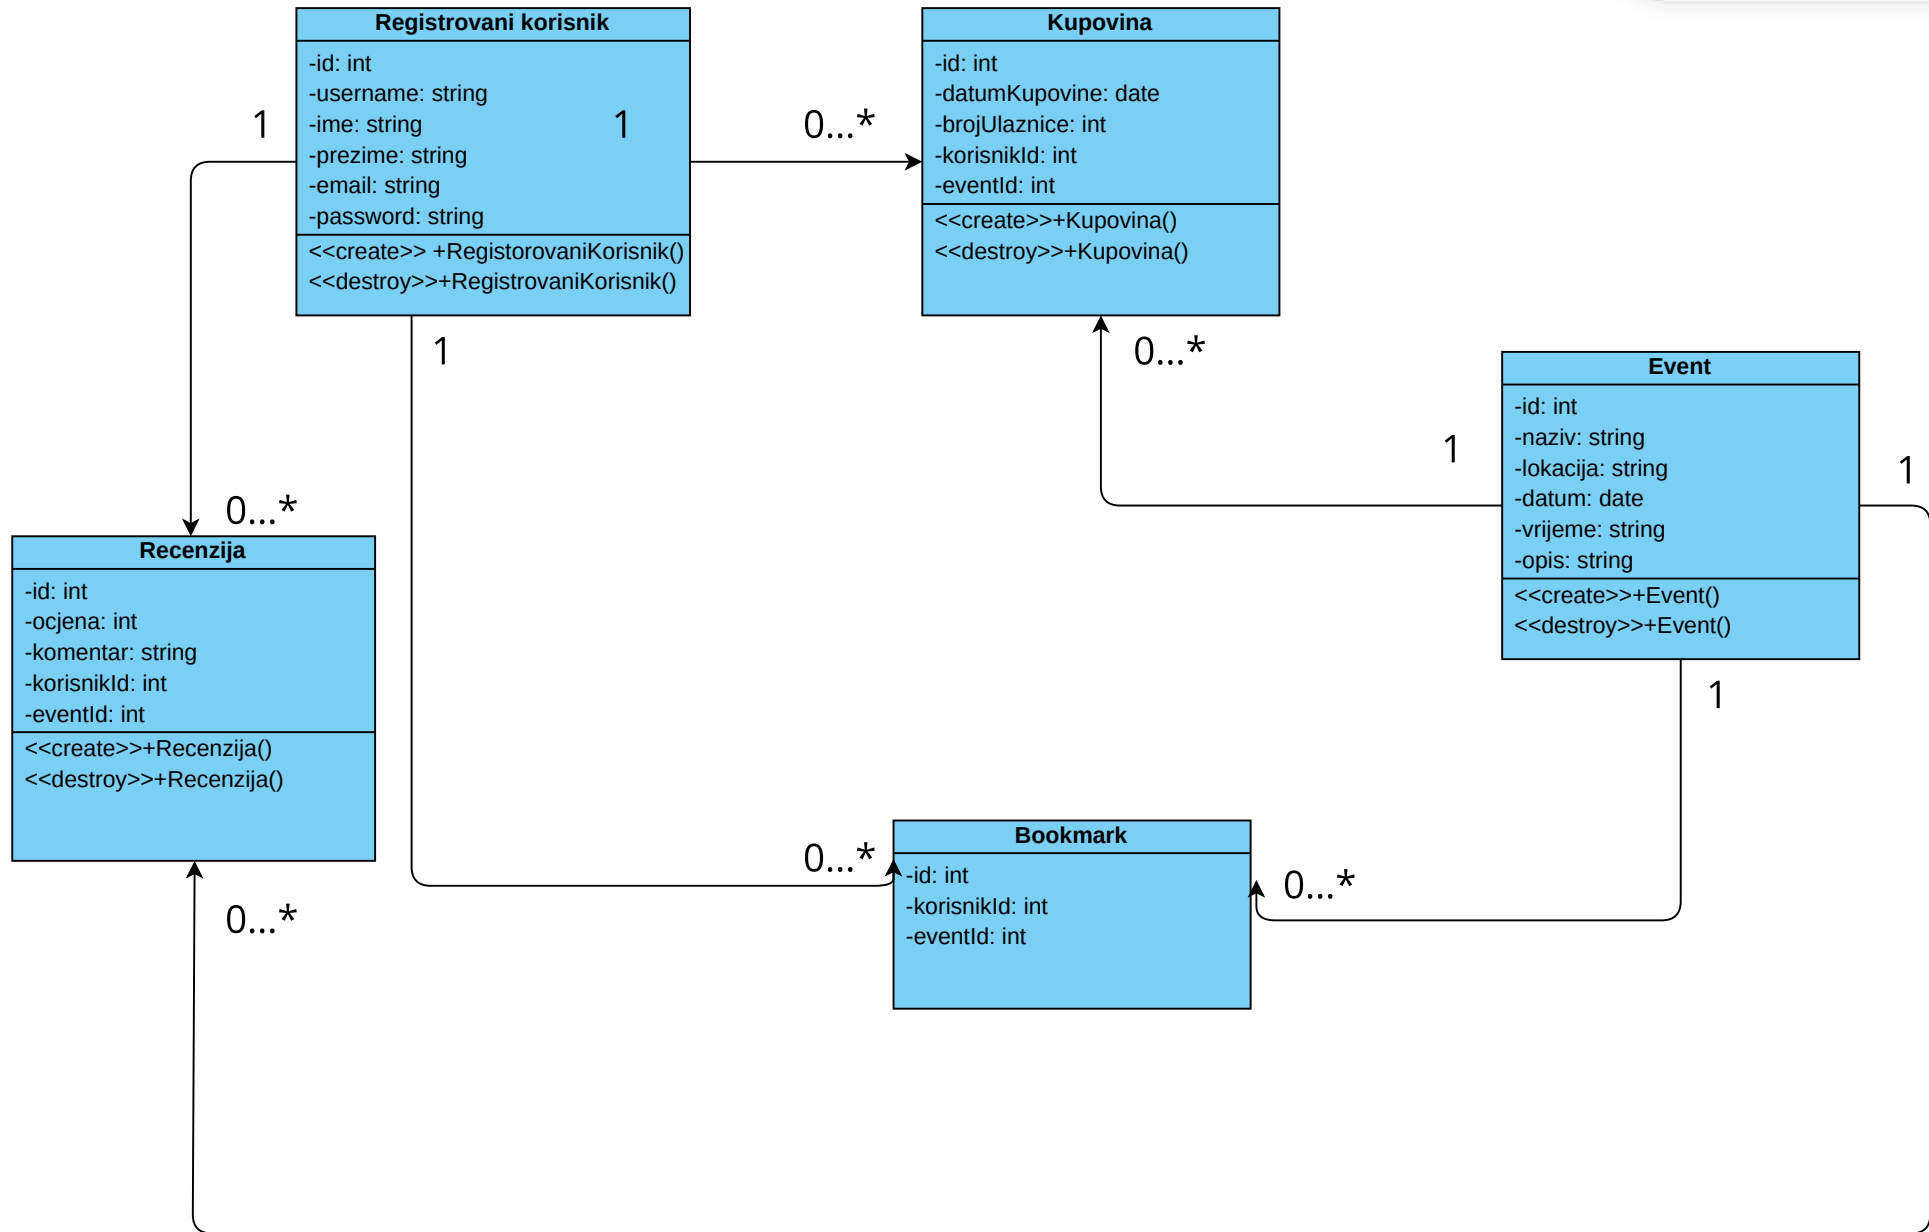 Registrovani korisnik
-id: int
-username: string
-ime: string
-prezime: string
-email: string
-password: string
<<create>> +RegistorovaniKorisnik()
<<destroy>>+RegistrovaniKorisnik()
1
1
0...*
Kupovina
-id: int
-datumKupovine: date
-brojUlaznice: int
-korisnikId: int
-eventId: int
<<create>>+Kupovina()
<<destroy>>+Kupovina()
1
0...*
Event
-id: int
-naziv: string
-lokacija: string
-datum: date
-vrijeme: string
-opis: string
<<create>>+Event()
<<destroy>>+Event()
1
1
0...*
Recenzija
-id: int
-ocjena: int
-komentar: string
-korisnikId: int
-eventId: int
<<create>>+Recenzija()
<<destroy>>+Recenzija()
1
0...*
Bookmark
-id: int
-korisnikId: int
-eventId: int
0...*
0...*